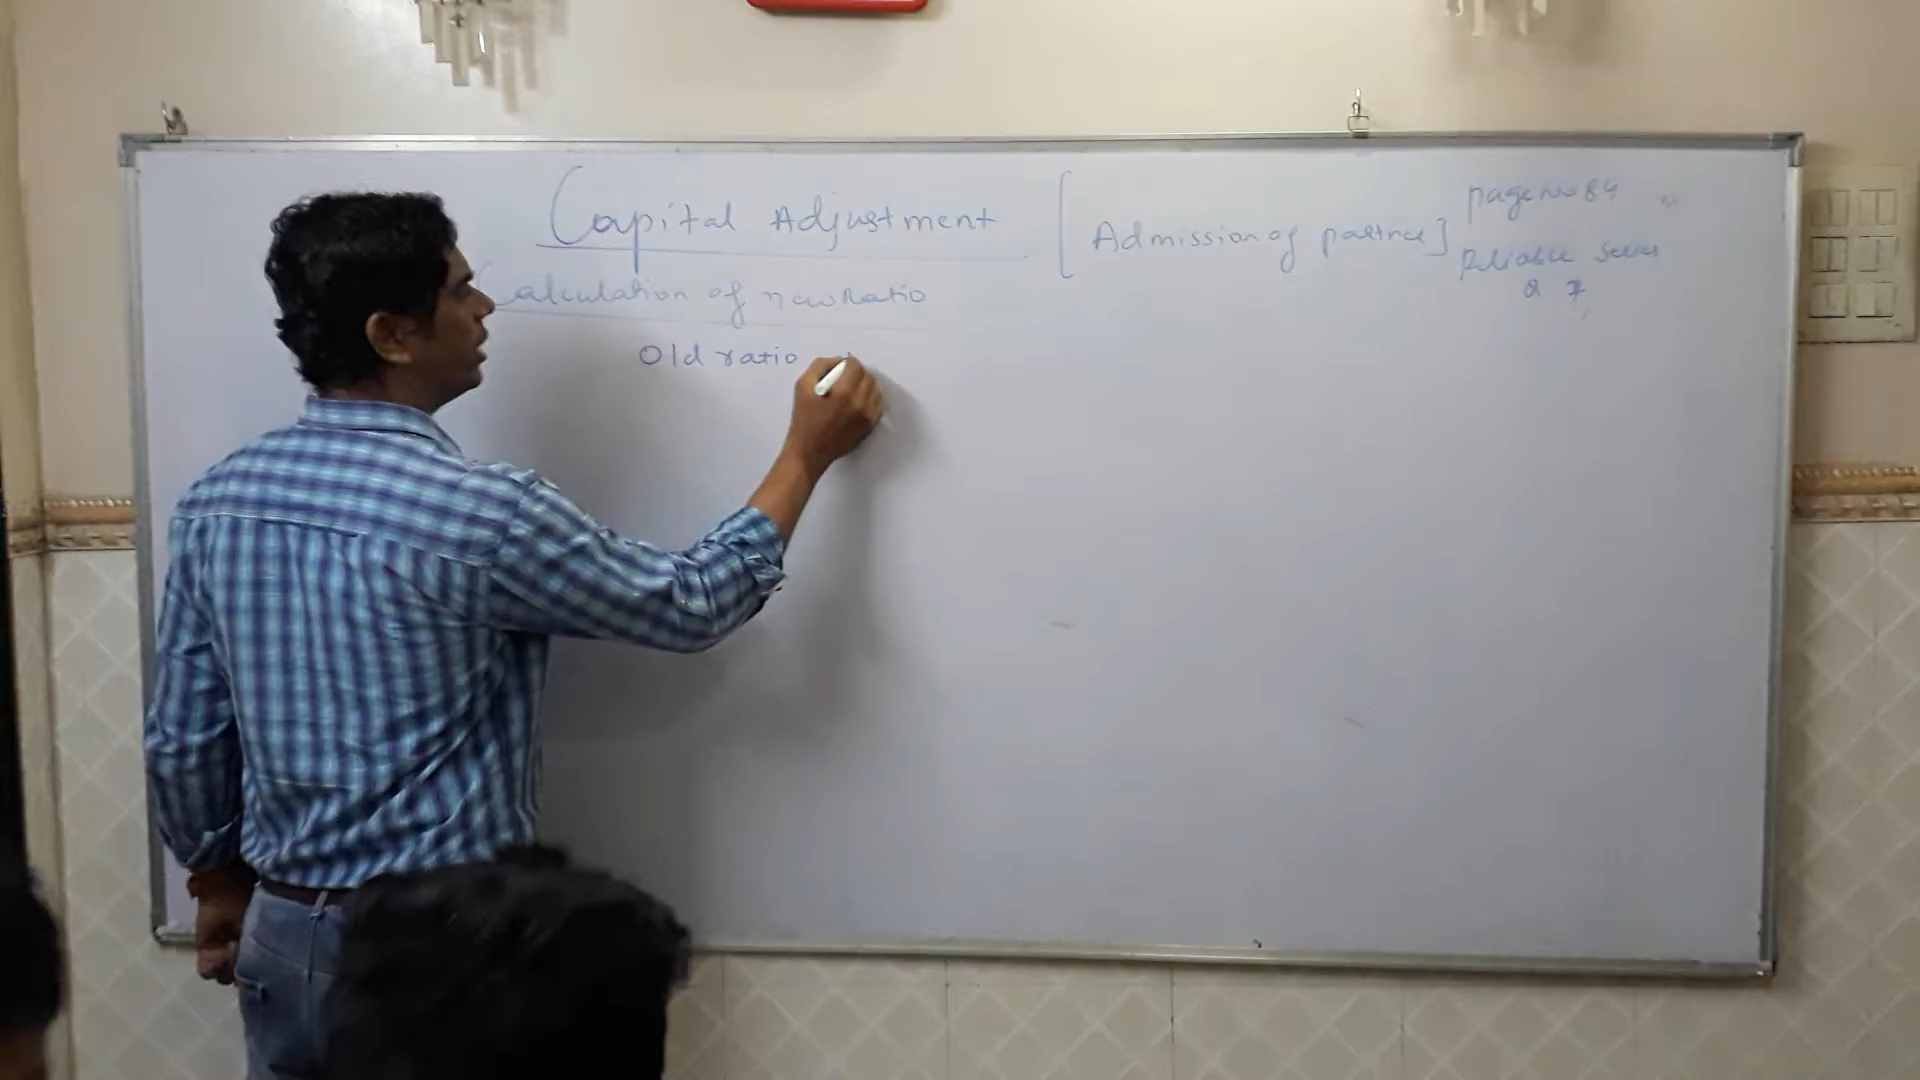 Capital Adjustment [Admission of partner]
page no 84
Reliable Series
Q 7
Calculation of new Ratio
Old ratio